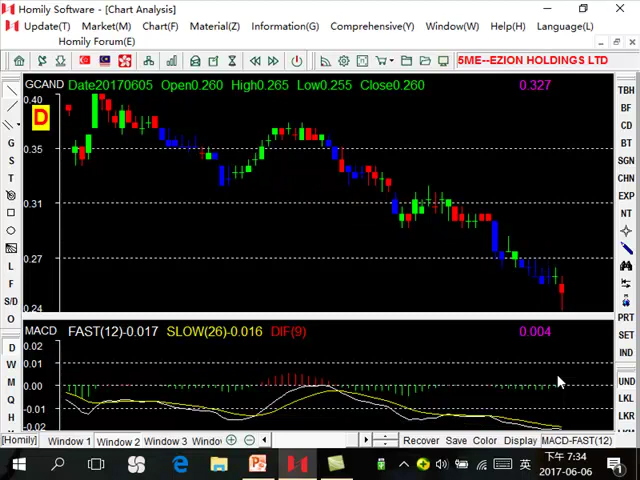 Homily Software - [Chart Analysis]
Update(T) Market(M) Chart(F) Material(Z) Information(G) Comprehensive(Y) Window(W) Help(H) Language(L)
Homily Forum(E)
5ME--EZION HOLDINGS LTD
GCAND Date20170605 Open0.260 High0.265 Low0.255 Close0.260 0.327
0.40
D
0.35
0.31
0.27
0.24
MACD FAST(12)-0.017 SLOW(26)-0.016 DIF(9) 0.004
0.02
0.01
0.00
-0.01
-0.02
TBH
BF
CD
BT
SGN
CHN
EXP
NT
PRT
SET
IND
UND
LKL
LKR
G
S
T
L
F
S/D
O
D
W
M
Q
H
[Homily] Window 1 Window 2 Window 3 Windo
Recover Save Color Display MACD-FAST(12)
英
下午 7:34
2017-06-06
1